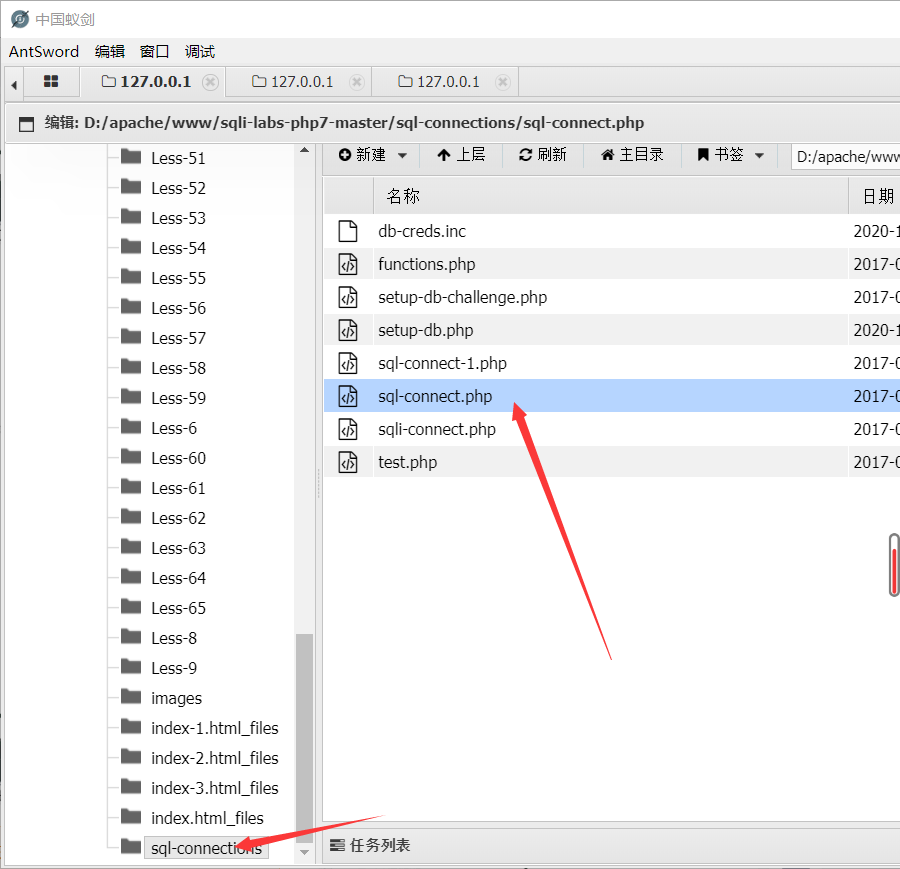 中国蚁剑
AntSword 编辑 窗口 调试
127.0.0.1 127.0.0.1 127.0.0.1
编辑: D:/apache/www/sqli-labs-php7-master/sql-connections/sql-connect.php
新建 上层 刷新 主目录 书签 D:/apache/www
名称 日期
Less-51
Less-52
Less-53
Less-54
Less-55
Less-56
Less-57
Less-58
Less-59
Less-6
Less-60
Less-61
Less-62
Less-63
Less-64
Less-65
Less-8
Less-9
images
index-1.html_files
index-2.html_files
index-3.html_files
index.html_files
sql-connections
db-creds.inc 2020-1
functions.php 2017-0
setup-db-challenge.php 2017-0
setup-db.php 2020-1
sql-connect-1.php 2017-0
sql-connect.php 2017-0
sqli-connect.php 2017-0
test.php 2017-0
任务列表